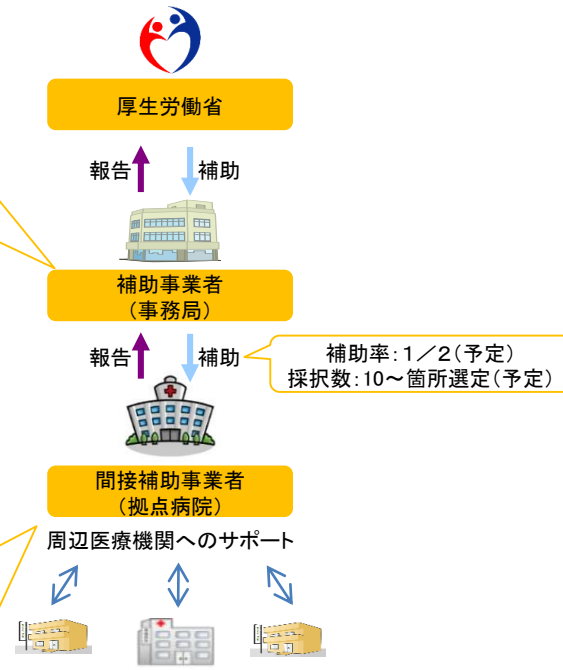 厚生労働省
報告 補助
補助事業者
（事務局）
報告 補助
補助率：１／２（予定）
採択数：10～箇所選定（予定）
間接補助事業者
（拠点病院）
周辺医療機関へのサポート